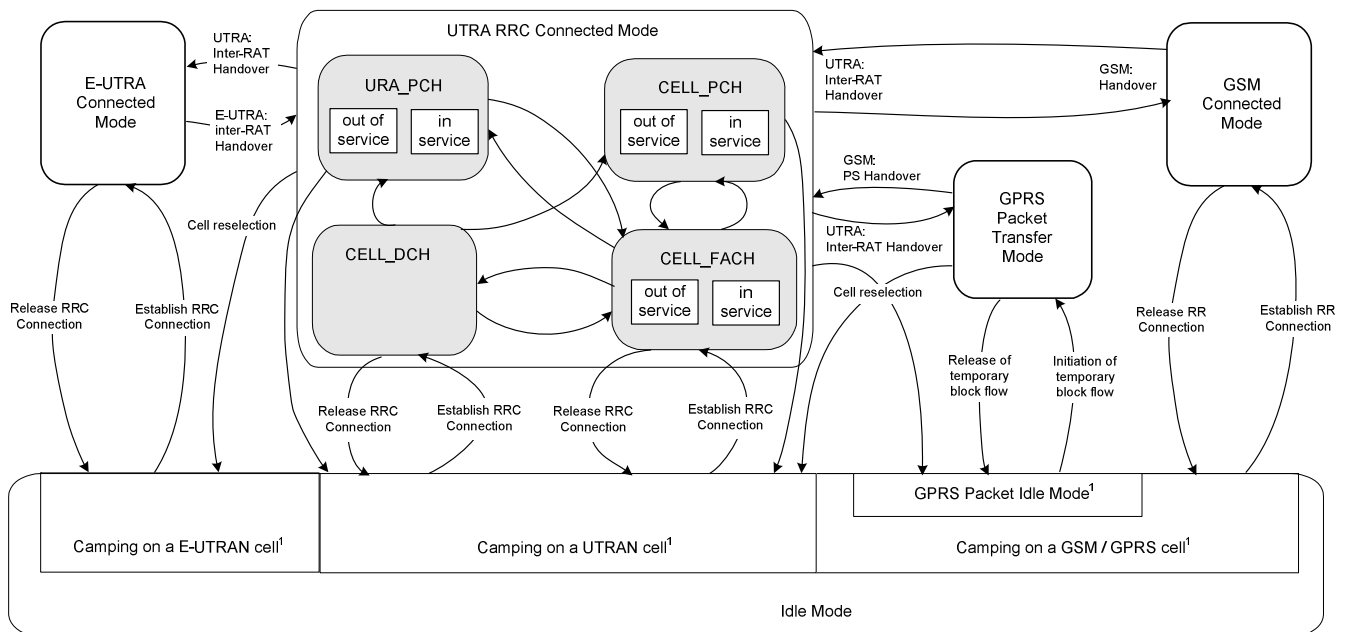 UTRA RRC Connected Mode
E-UTRA
Connected
Mode
UTRA:
Inter-RAT
Handover
E-UTRA:
inter-RAT
Handover
URA_PCH
out of
service
in
service
CELL_PCH
out of
service
in
service
UTRA:
Inter-RAT
Handover
GSM:
Handover
GSM
Connected
Mode
GSM:
PS Handover
GPRS
Packet
Transfer
Mode
UTRA:
Inter-RAT Handover
Cell reselection
CELL_DCH
CELL_FACH
out of
service
in
service
Cell reselection
Release RRC
Connection
Establish RRC
Connection
Release RR
Connection
Establish RR
Connection
Release of
temporary
block flow
Initiation of
temporary
block flow
Release RRC
Connection
Establish RRC
Connection
Release RRC
Connection
Establish RRC
Connection
GPRS Packet Idle Mode1
Camping on a E-UTRAN cell1
Camping on a UTRAN cell1
Camping on a GSM / GPRS cell1
Idle Mode